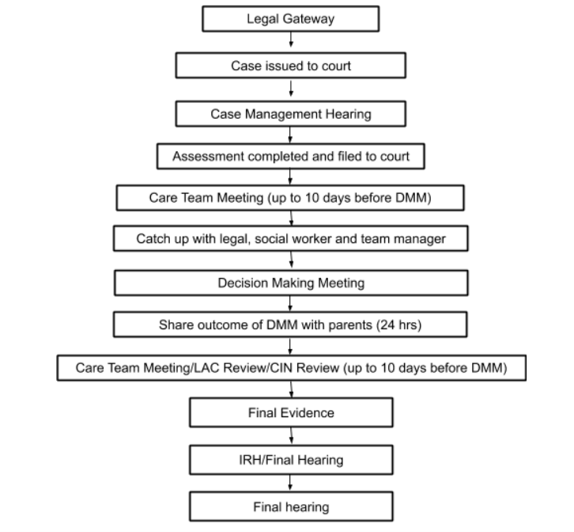 Legal Gateway
Case issued to court
Case Management Hearing
Assessment completed and filed to court
Care Team Meeting (up to 10 days before DMM)
Catch up with legal, social worker and team manager
Decision Making Meeting
Share outcome of DMM with parents (24 hrs)
Care Team Meeting/LAC Review/CIN Review (up to 10 days before DMM)
Final Evidence
IRH/Final Hearing
Final hearing